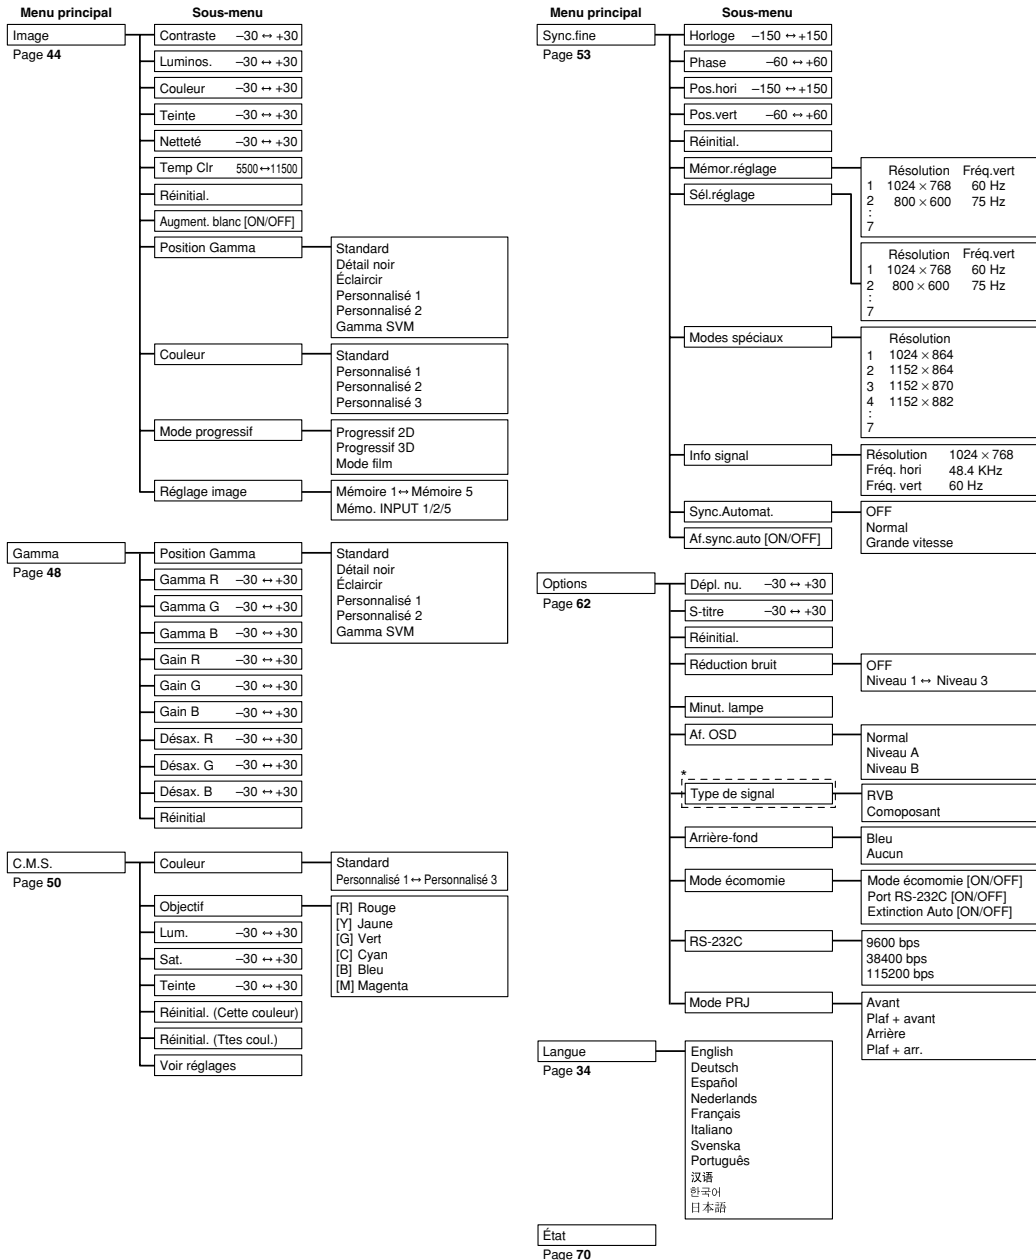 Menu principal Sous-menu
Image
Page 44
Contraste –30 ↔ +30
Luminos. –30 ↔ +30
Couleur –30 ↔ +30
Teinte –30 ↔ +30
Netteté –30 ↔ +30
Temp Clr 5500↔11500
Réinitial.
Augment. blanc [ON/OFF]
Position Gamma
Standard
Détail noir
Éclaircir
Personnalisé 1
Personnalisé 2
Gamma SVM
Couleur
Standard
Personnalisé 1
Personnalisé 2
Personnalisé 3
Mode progressif
Progressif 2D
Progressif 3D
Mode film
Réglage image
Mémoire 1↔ Mémoire 5
Mémo. INPUT 1/2/5
Gamma
Page 48
Position Gamma
Standard
Détail noir
Éclaircir
Personnalisé 1
Personnalisé 2
Gamma SVM
Gamma R –30 ↔ +30
Gamma G –30 ↔ +30
Gamma B –30 ↔ +30
Gain R –30 ↔ +30
Gain G –30 ↔ +30
Gain B –30 ↔ +30
Désax. R –30 ↔ +30
Désax. G –30 ↔ +30
Désax. B –30 ↔ +30
Réinitial
C.M.S.
Page 50
Couleur
Standard
Personnalisé 1↔ Personnalisé 3
Objectif
[R] Rouge
[Y] Jaune
[G] Vert
[C] Cyan
[B] Bleu
[M] Magenta
Lum. –30 ↔ +30
Sat. –30 ↔ +30
Teinte –30 ↔ +30
Réinitial. (Cette couleur)
Réinitial. (Ttes coul.)
Voir réglages
Menu principal Sous-menu
Sync.fine
Page 53
Horloge –150 ↔ +150
Phase –60 ↔ +60
Pos.hori –150 ↔ +150
Pos.vert –60 ↔ +60
Réinitial.
Mémor.réglage
Résolution Fréq.vert
1 1024 × 768 60 Hz
2 800 × 600 75 Hz
:
7
Sél.réglage
Résolution Fréq.vert
1 1024 × 768 60 Hz
2 800 × 600 75 Hz
:
7
Modes spéciaux
Résolution
1 1024 × 864
2 1152 × 864
3 1152 × 870
4 1152 × 882
:
7
Info signal
Résolution 1024 × 768
Fréq. hori 48.4 KHz
Fréq. vert 60 Hz
Sync.Automat.
OFF
Normal
Grande vitesse
Af.sync.auto [ON/OFF]
Options
Page 62
Dépl. nu. –30 ↔ +30
S-titre –30 ↔ +30
Réinitial.
Réduction bruit
OFF
Niveau 1 ↔ Niveau 3
Minut. lampe
Af. OSD
Normal
Niveau A
Niveau B
*
Type de signal
RVB
Comoposant
Arrière-fond
Bleu
Aucun
Mode écomomie
Mode écomomie [ON/OFF]
Port RS-232C [ON/OFF]
Extinction Auto [ON/OFF]
RS-232C
9600 bps
38400 bps
115200 bps
Mode PRJ
Avant
Plaf + avant
Arrière
Plaf + arr.
Langue
Page 34
English
Deutsch
Español
Nederlands
Français
Italiano
Svenska
Português
汉语
한국어
日本語
État
Page 70